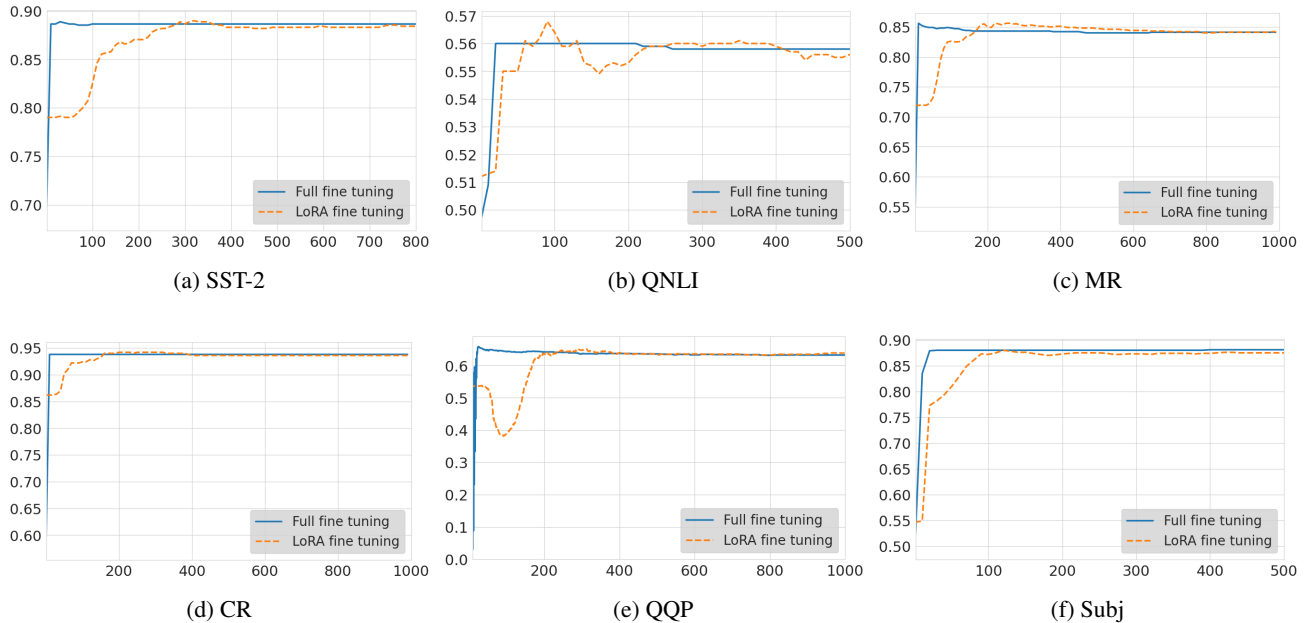 0.90
0.85
0.80
0.75
0.70
100 200 300 400 500 600 700 800
Full fine tuning
LoRA fine tuning
(a) SST-2
0.57
0.56
0.55
0.54
0.53
0.52
0.51
0.50
100 200 300 400 500
Full fine tuning
LoRA fine tuning
(b) QNLI
0.85
0.80
0.75
0.70
0.65
0.60
0.55
200 400 600 800 1000
Full fine tuning
LoRA fine tuning
(c) MR
0.95
0.90
0.85
0.80
0.75
0.70
0.65
0.60
200 400 600 800 1000
Full fine tuning
LoRA fine tuning
(d) CR
0.6
0.5
0.4
0.3
0.2
0.1
0.0
200 400 600 800 1000
Full fine tuning
LoRA fine tuning
(e) QQP
0.90
0.85
0.80
0.75
0.70
0.65
0.60
0.55
0.50
100 200 300 400 500
Full fine tuning
LoRA fine tuning
(f) Subj